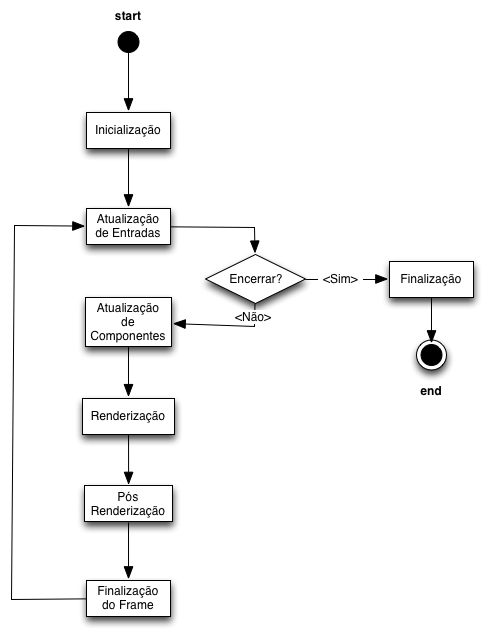 start
Inicialização
Atualização
de Entradas
Encerrar?
<Sim>
Finalização
<Não>
Atualização
de
Componentes
end
Renderização
Pós
Renderização
Finalização
do Frame